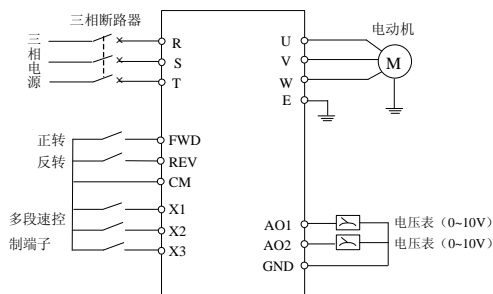 三相断路器
三相电源
R
S
T
正转
反转
FWD
REV
CM
多段速控
制端子
X1
X2
X3
U
V
W
E
电动机
M
AO1
AO2
GND
电压表（0~10V）
电压表（0~10V）